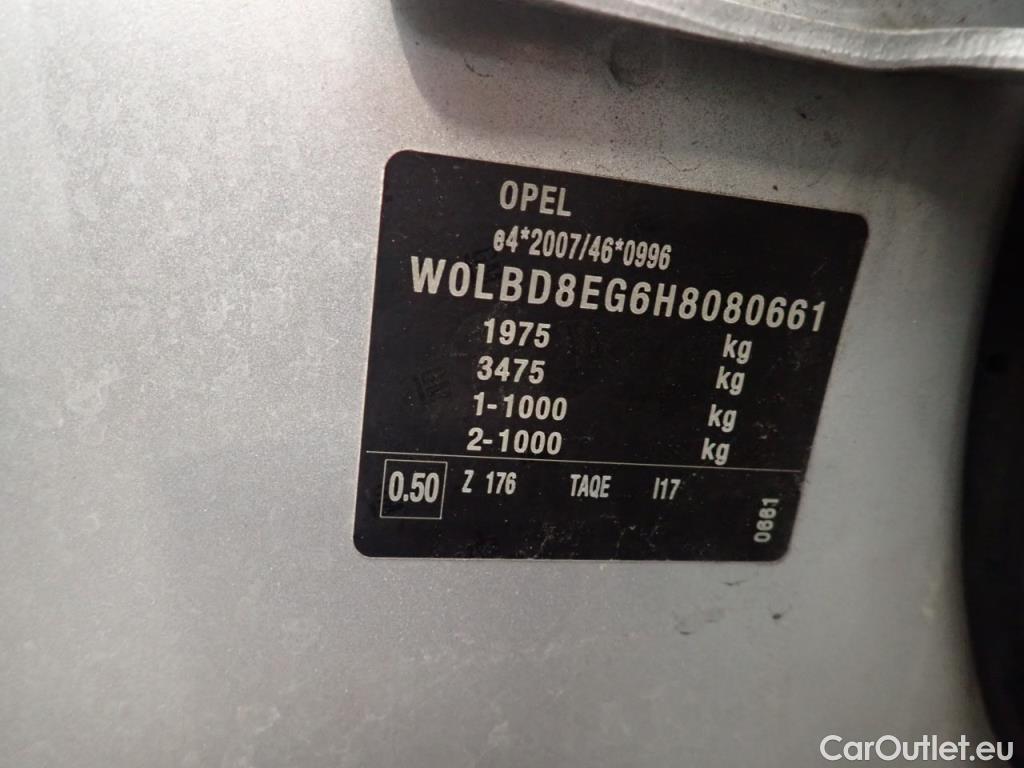 OPEL
e4*2007/46*0996
W0LBD8EG6H8080661
1975 kg
3475 kg
1-1000 kg
2-1000 kg
0.50 Z 176 TAQE I17 0661
CarOutlet.eu